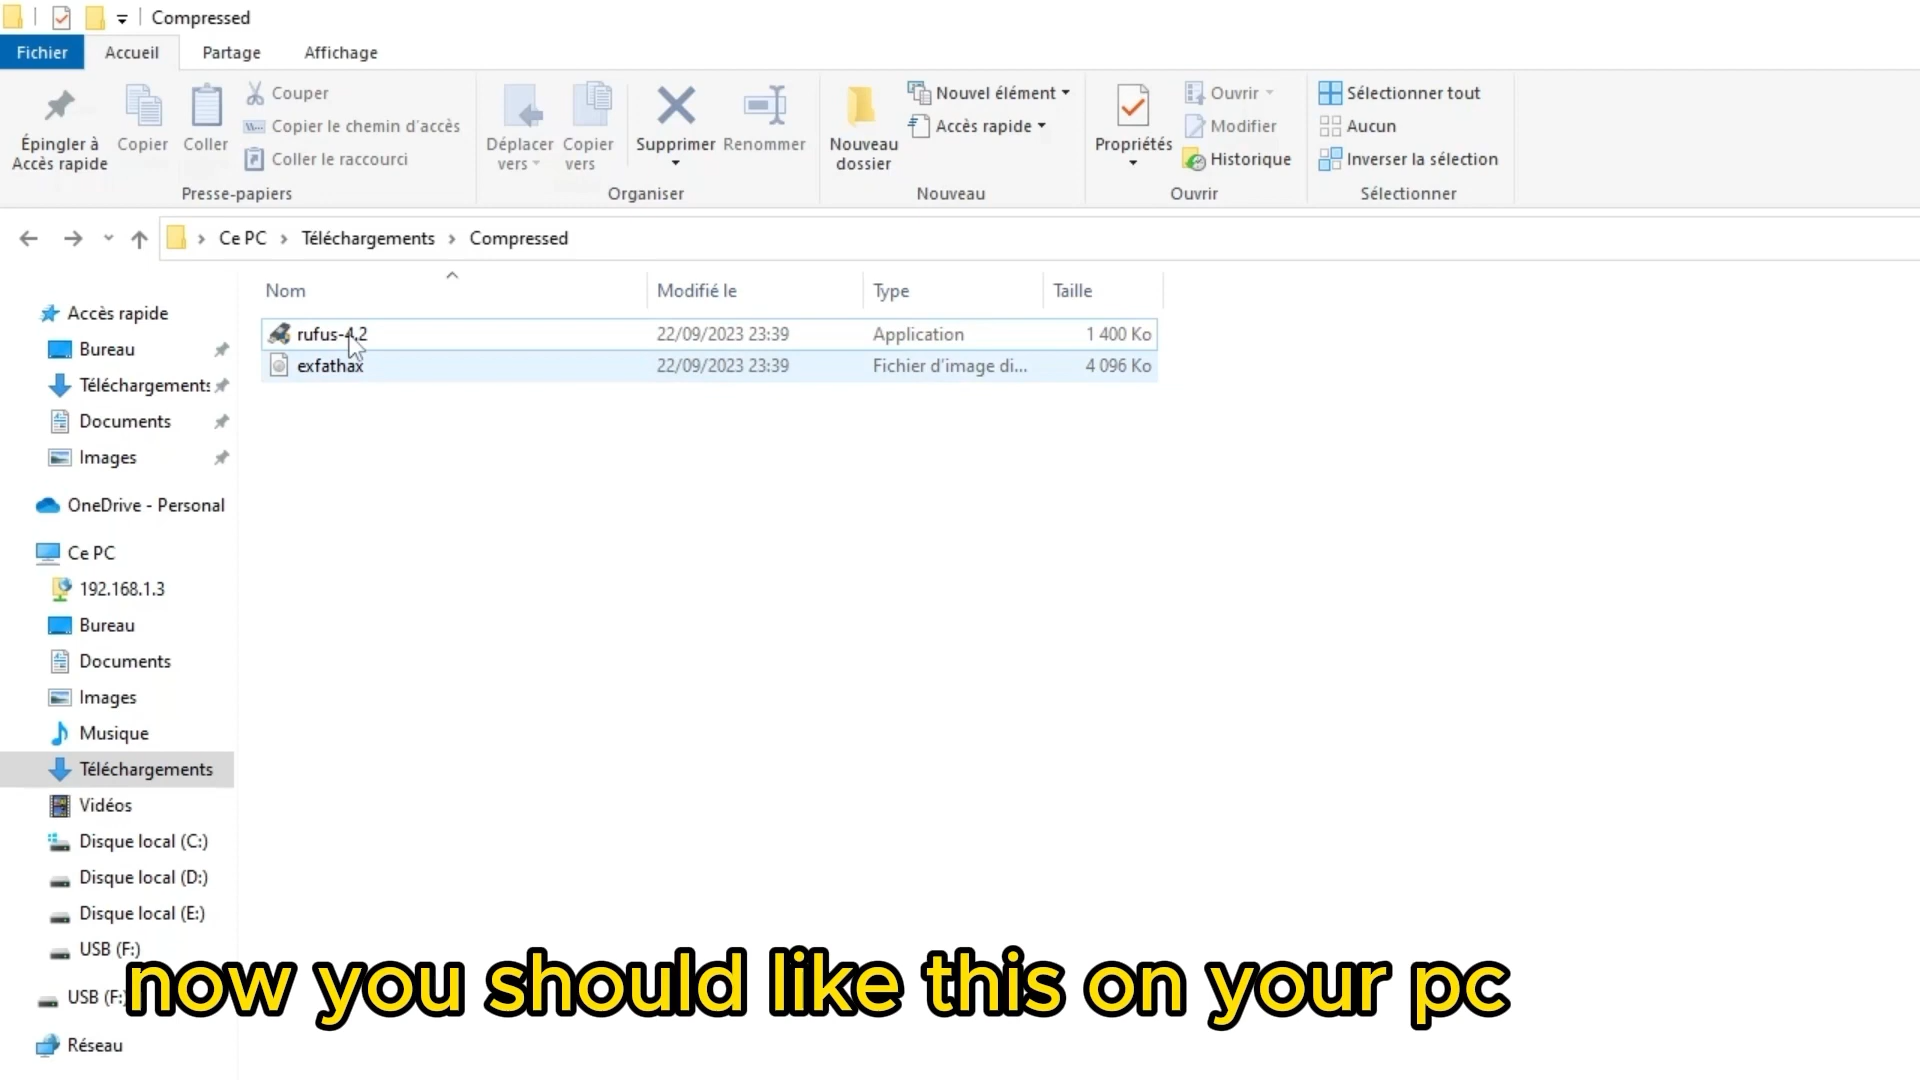 Compressed
Fichier Accueil Partage Affichage
Épingler à Accès rapide
Copier
Coller
Couper
Copier le chemin d'accès
Coller le raccourci
Presse-papiers
Déplacer vers
Copier vers
Supprimer
Renommer
Organiser
Nouveau dossier
Nouvel élément
Accès rapide
Nouveau
Propriétés
Ouvrir
Modifier
Historique
Ouvrir
Sélectionner tout
Aucun
Inverser la sélection
Sélectionner
Ce PC > Téléchargements > Compressed
Nom Modifié le Type Taille
rufus-4.2 22/09/2023 23:39 Application 1 400 Ko
exfathax 22/09/2023 23:39 Fichier d'image di... 4 096 Ko
Accès rapide
Bureau
Téléchargements
Documents
Images
OneDrive - Personal
Ce PC
192.168.1.3
Bureau
Documents
Images
Musique
Téléchargements
Vidéos
Disque local (C:)
Disque local (D:)
Disque local (E:)
USB (F:)
USB (F:)
Réseau
now you should like this on your pc